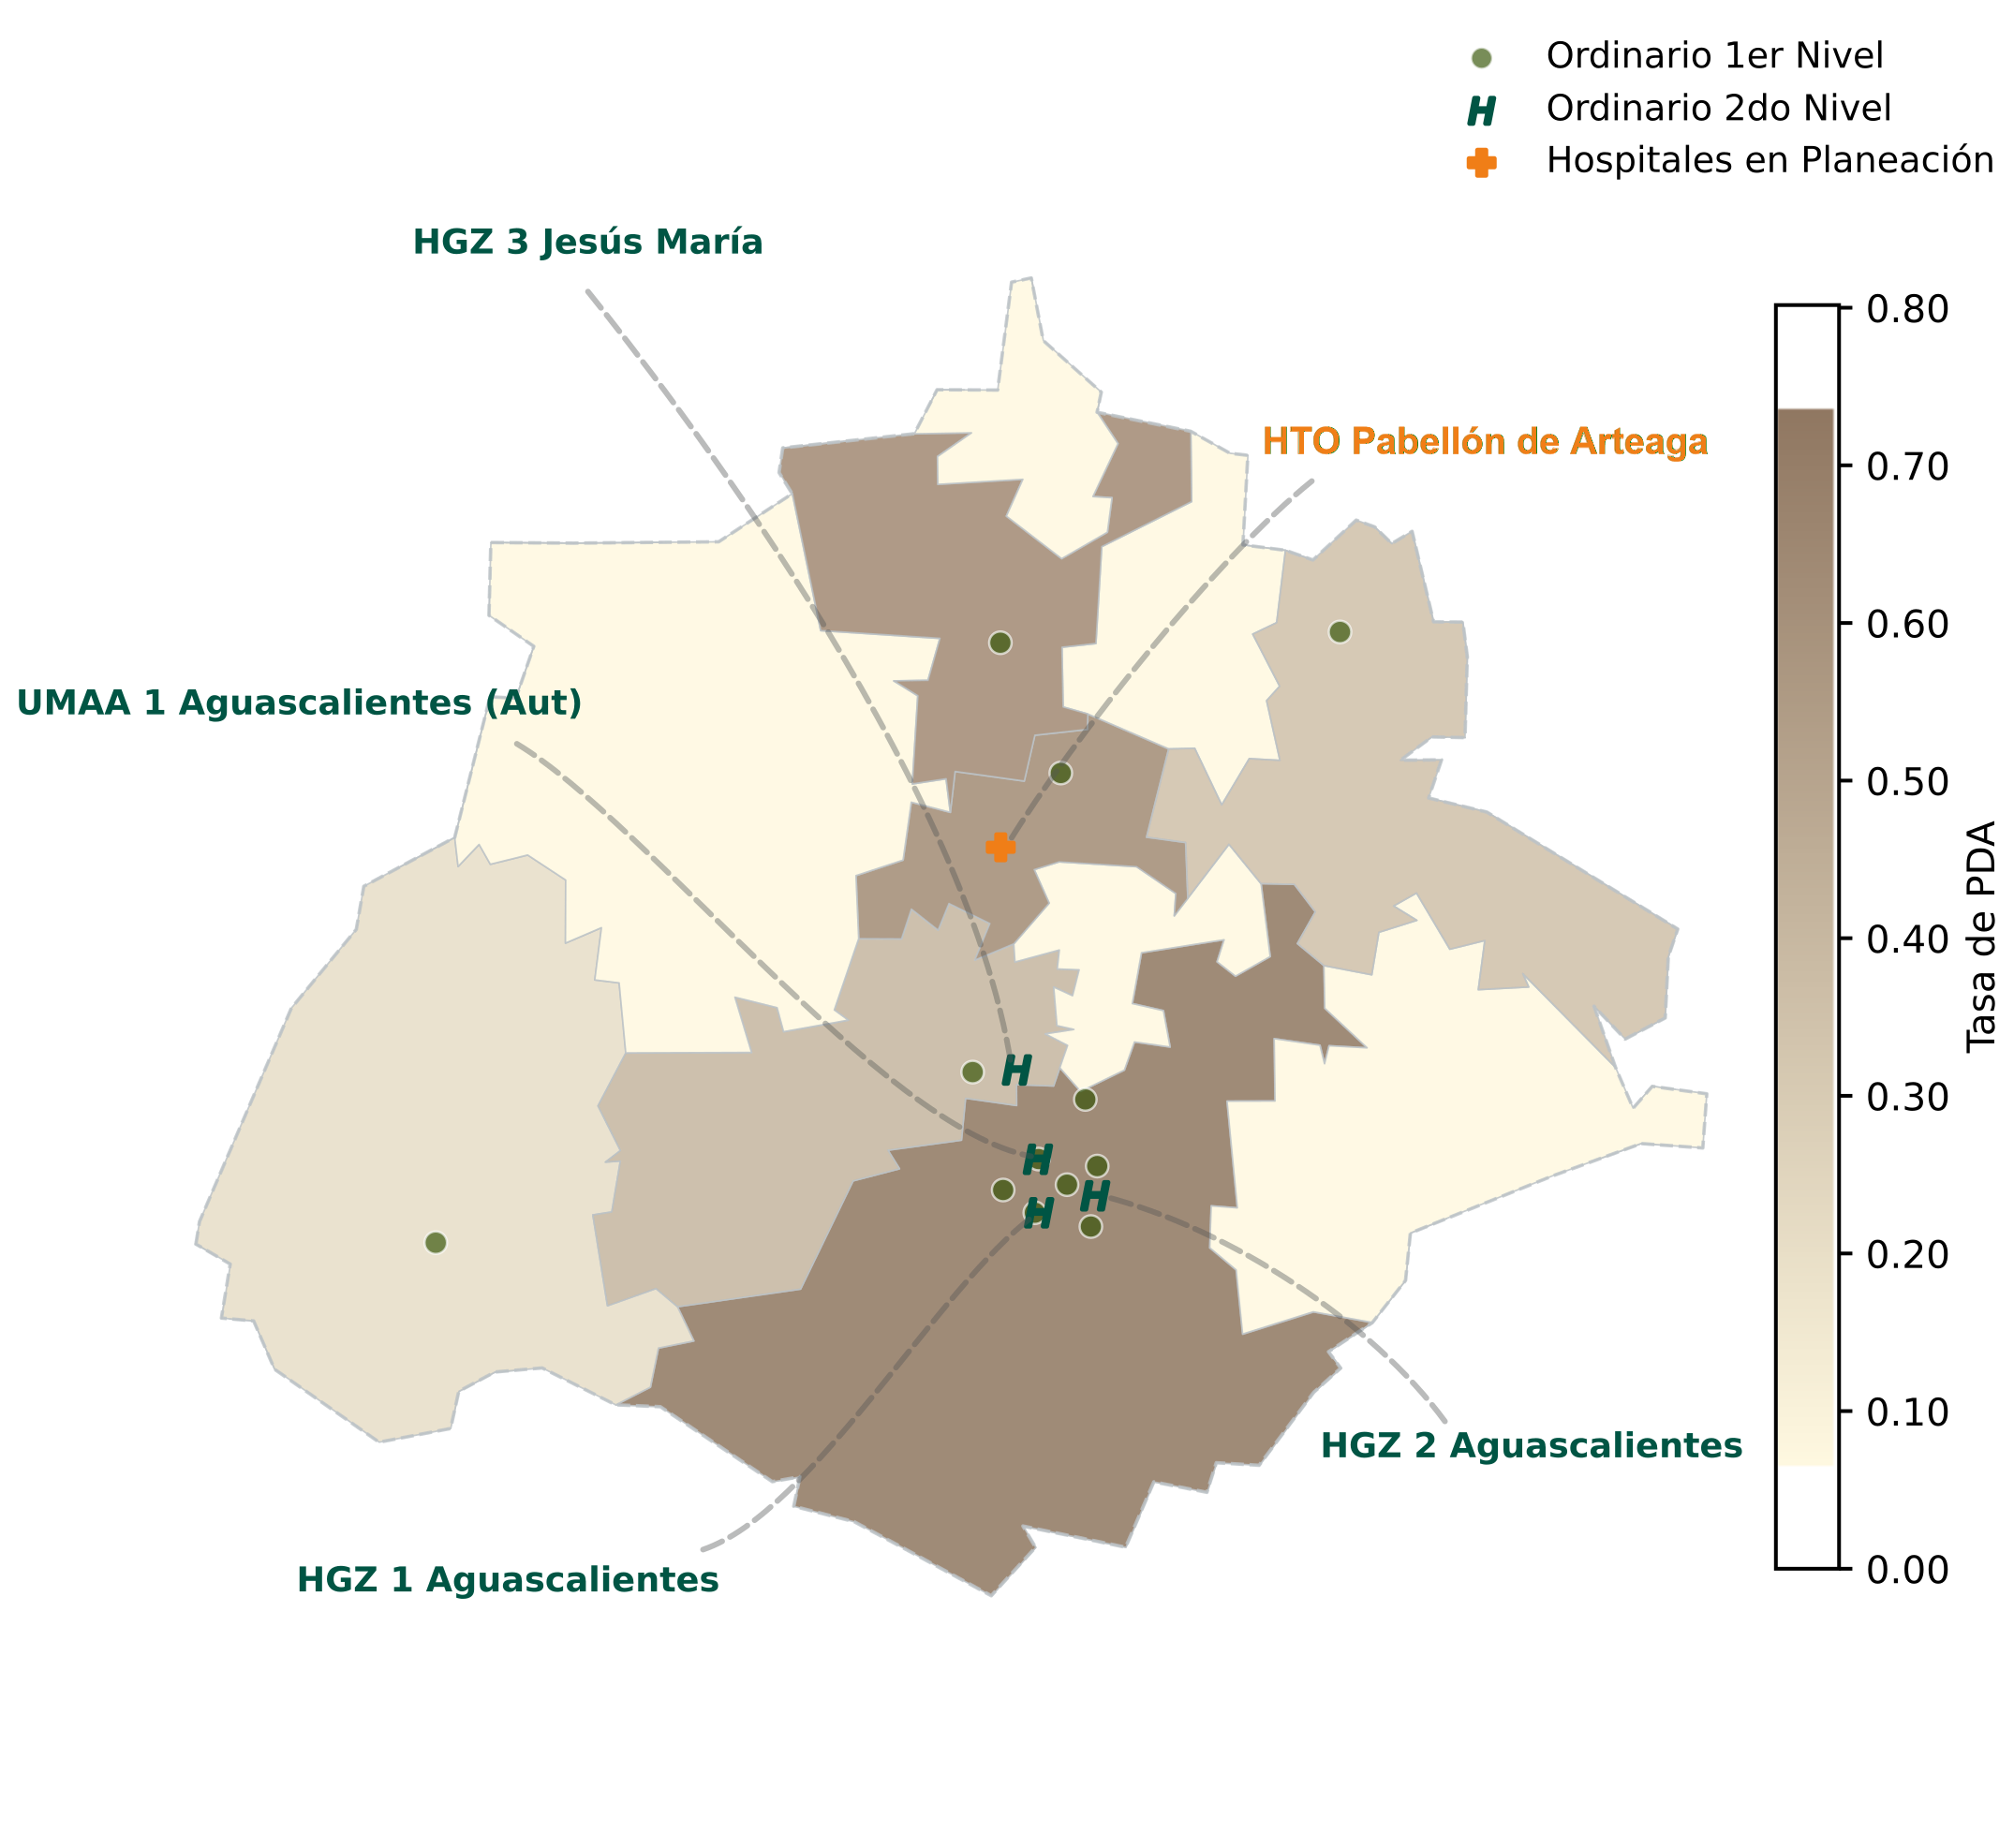 Ordinario 1er Nivel
H Ordinario 2do Nivel
Hospitales en Planeación
HGZ 3 Jesús María
HTO Pabellón de Arteaga
UMAA 1 Aguascalientes (Aut)
H
H
H
H
HGZ 2 Aguascalientes
HGZ 1 Aguascalientes
0.80
0.70
0.60
0.50
0.40
0.30
0.20
0.10
0.00
Tasa de PDA